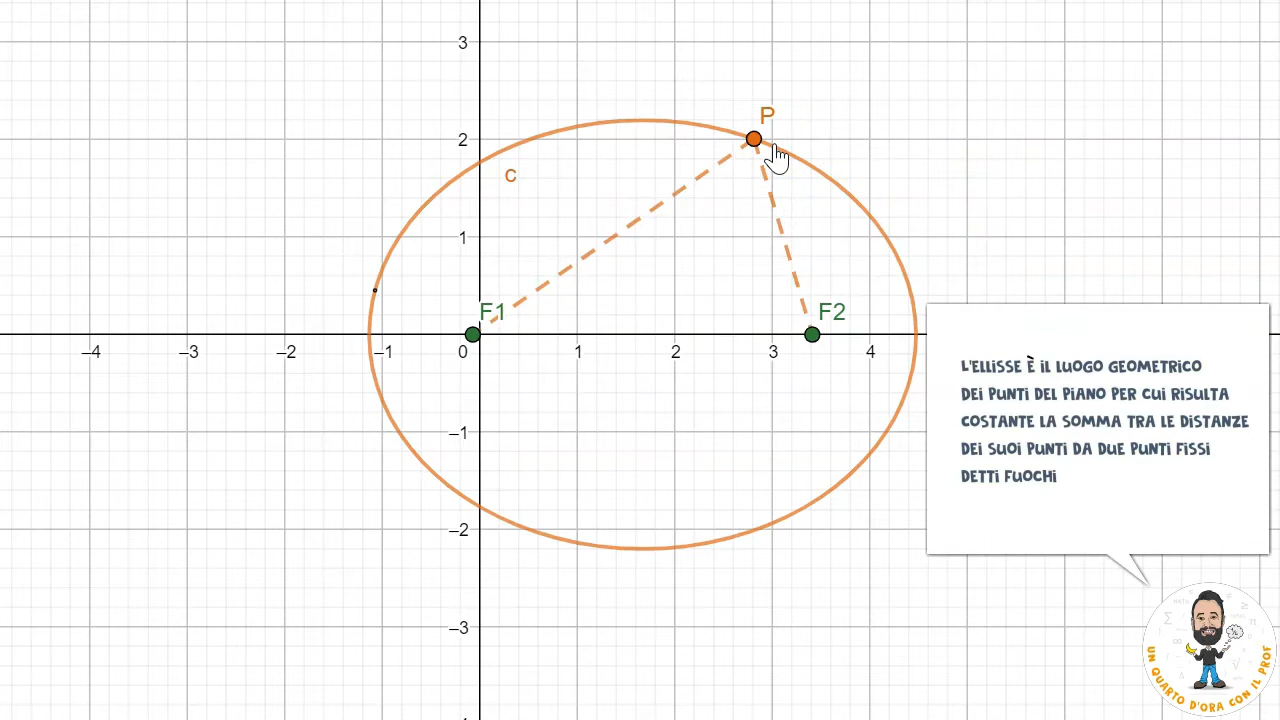 3
P
2
c
1
F1
F2
–4
–3
–2
–1
0
1
2
3
4
L'ELLISSE È IL LUOGO GEOMETRICO
DEI PUNTI DEL PIANO PER CUI RISULTA
COSTANTE LA SOMMA TRA LE DISTANZE
DEI SUOI PUNTI DA DUE PUNTI FISSI
DETTI FUOCHI
–1
–2
–3
UN QUARTO D'ORA CON IL PROF